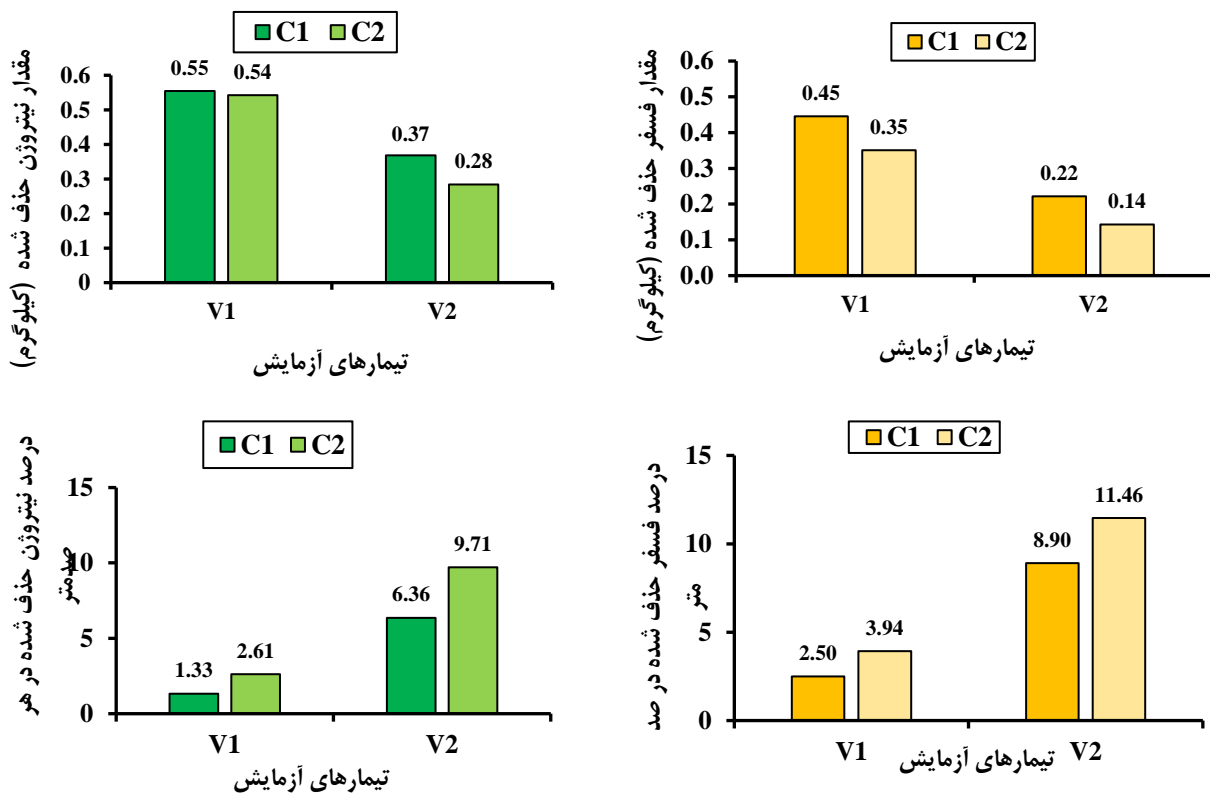 C1 C2
مقدار نیتروژن حذف شده (کیلوگرم)
0.6
0.5
0.4
0.3
0.2
0.1
0
0.55
0.54
0.37
0.28
V1
V2
تیمارهای آزمایش
C1 C2
مقدار فسفر حذف شده (کیلوگرم)
0.6
0.5
0.4
0.3
0.2
0.1
0.0
0.45
0.35
0.22
0.14
V1
V2
تیمارهای آزمایش
C1 C2
درصد نیتروژن حذف شده در هر
صدمتر
15
10
5
0
1.33
2.61
6.36
9.71
V1
V2
تیمارهای آزمایش
C1 C2
درصد فسفر حذف شده در صد
متر
15
10
5
0
2.50
3.94
8.90
11.46
V1
V2
تیمارهای آزمایش